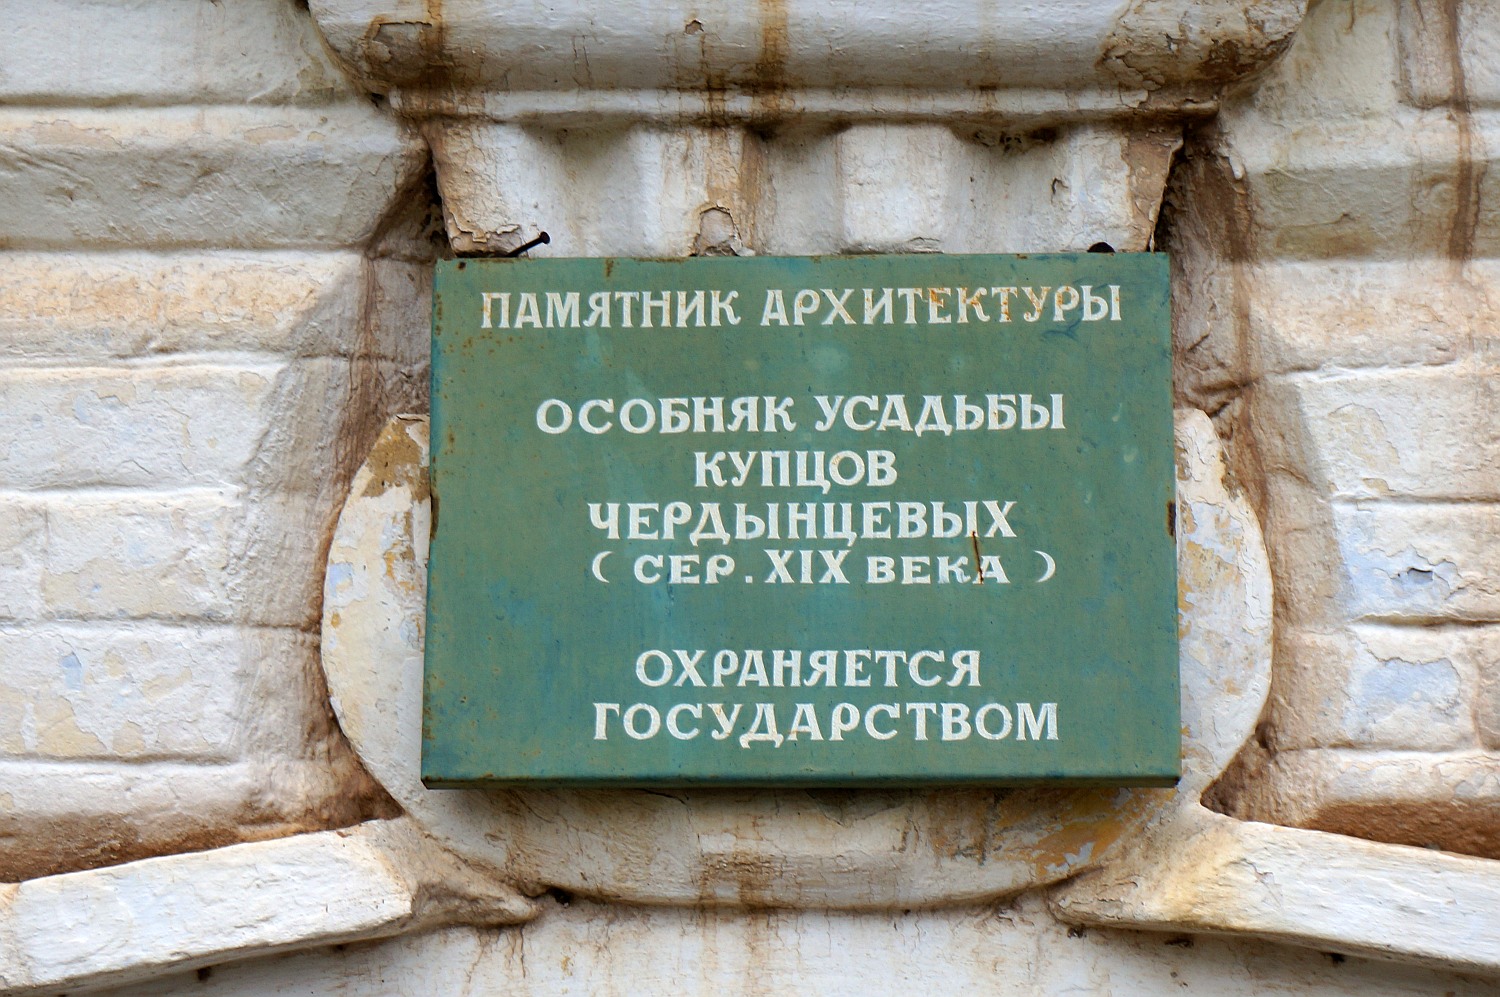 ПАМЯТНИК АРХИТЕКТУРЫ
ОСОБНЯК УСАДЬБЫ
КУПЦОВ
ЧЕРДЫНЦЕВЫХ
( СЕР. XIX ВЕКА )
ОХРАНЯЕТСЯ
ГОСУДАРСТВОМ